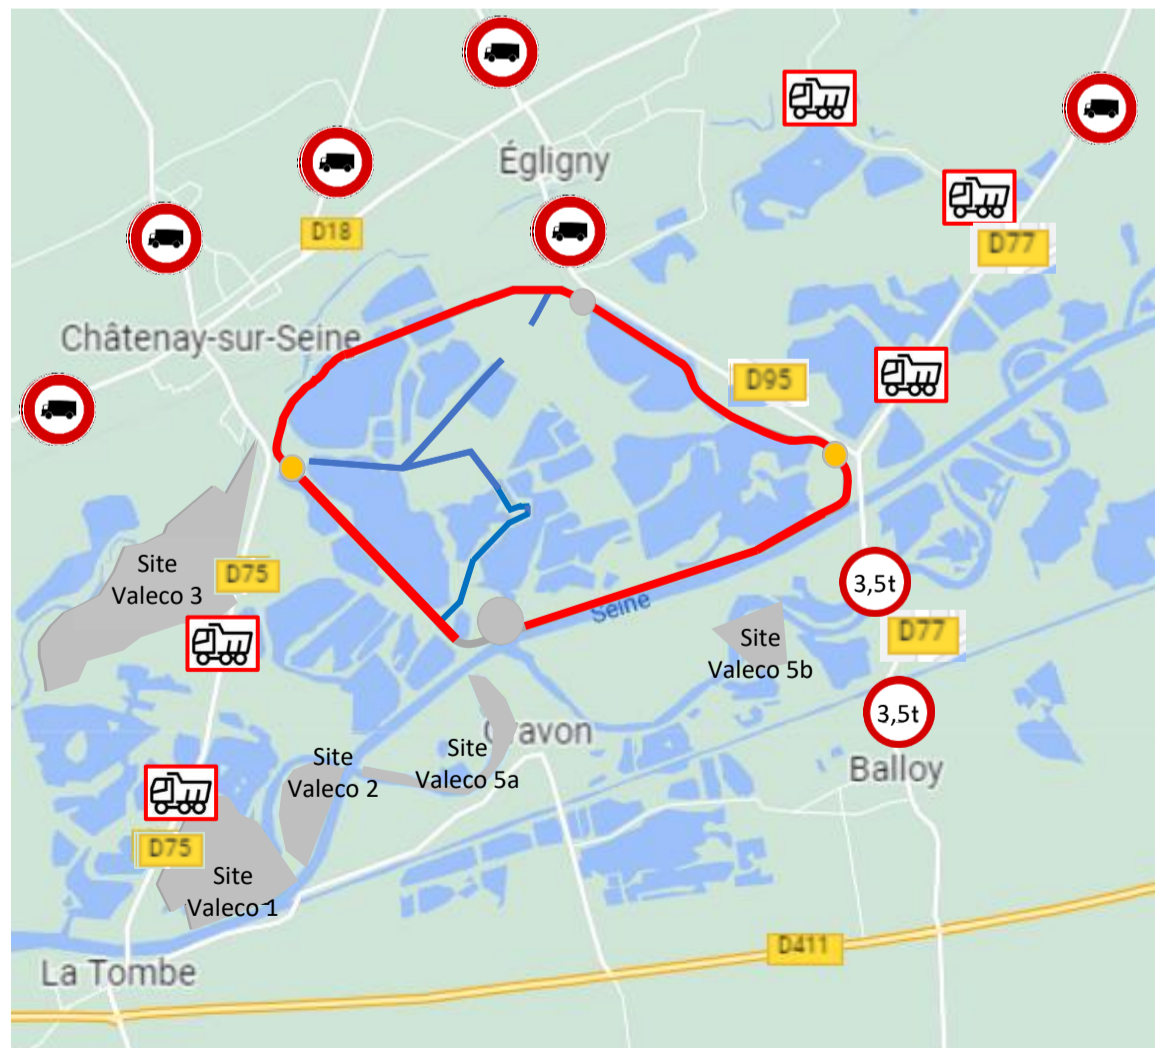 Égligny
D18
D77
Châtenay-sur-Seine
D95
Site
Valeco 3
D75
3,5t
Seine
D77
Site
Valeco 5b
3,5t
Gravon
Site
Valeco 5a
Site
Valeco 2
Balloy
D75
Site
Valeco 1
D411
La Tombe